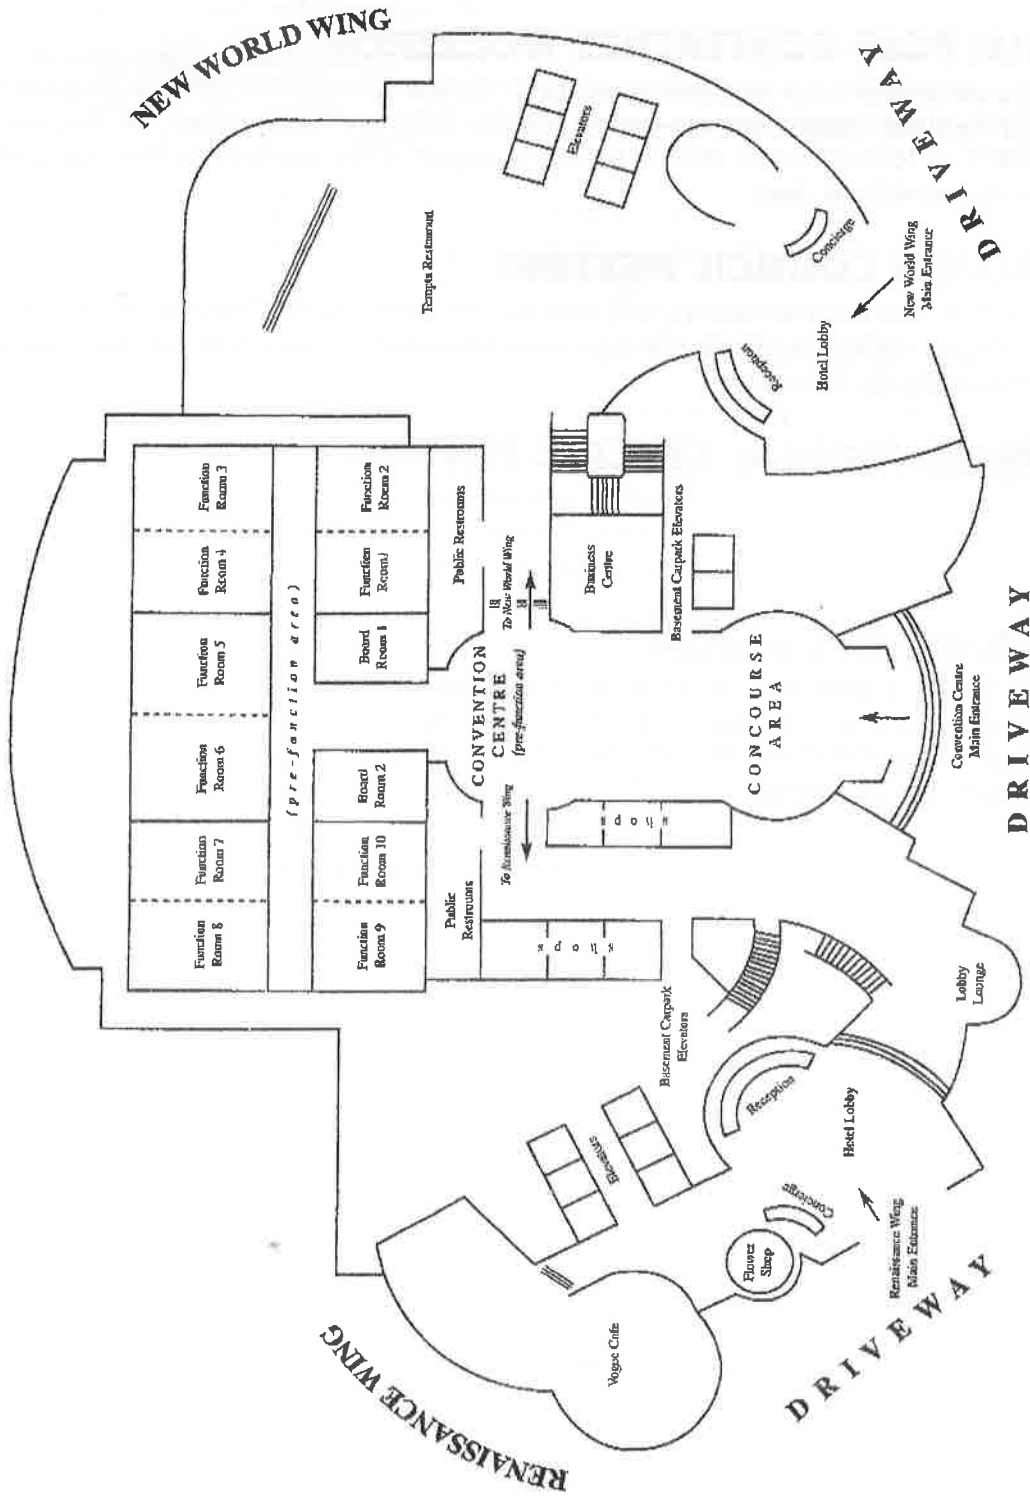 NEW WORLD WING
Elevators
Tempts Restaurant
DRIVEWAY
Concierge
New World Wing
Main Entrance
Hotel Lobby
Reception
Function
Room 3
Function
Room 4
Function
Room 5
Function
Room 6
Function
Room 7
Function
Room 8
(pre-function area)
Function
Room 2
Function
Room 1
Board
Room 1
Board
Room 2
Function
Room 10
Function
Room 9
Public Restrooms
Public
Restrooms
To New World Wing
CONVENTION
CENTRE
(pre-function area)
To Renaissance Wing
Business
Centre
Basement Carpark Elevators
shops
shops
CONCOURSE
AREA
Convention Centre
Main Entrance
DRIVEWAY
Basement Carpark
Elevators
Lobby
Lounge
Reception
Hotel Lobby
Elevators
Concierge
Flower
Shop
Renaissance Wing
Main Entrance
Vogue Cafe
DRIVEWAY
RENAISSANCE WING